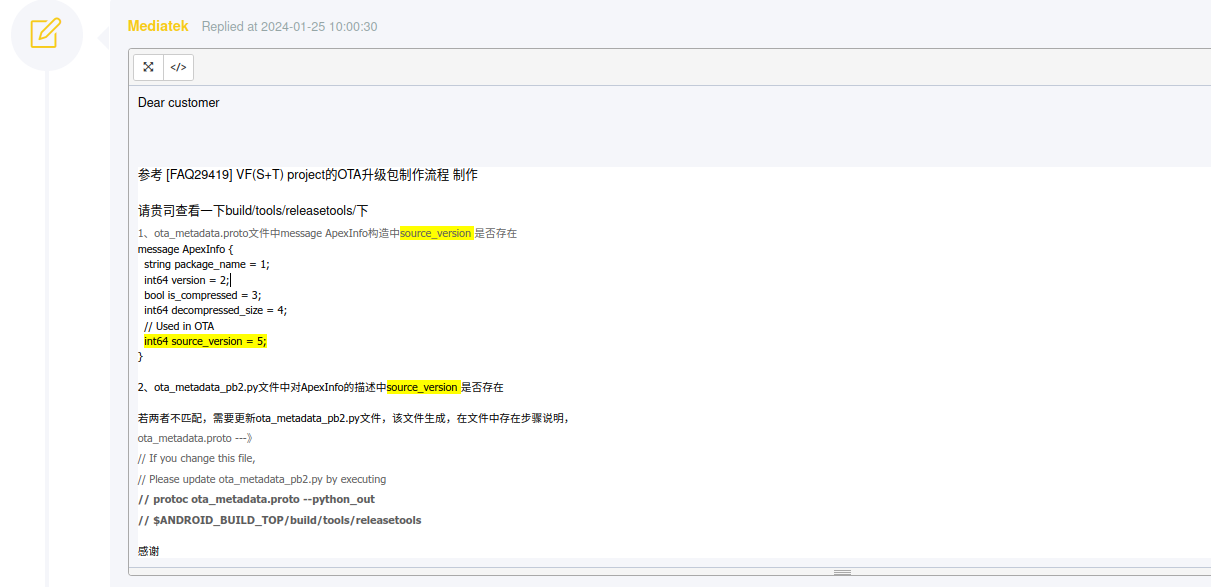 Mediatek Replied at 2024-01-25 10:00:30
</>
Dear customer
参考 [FAQ29419] VF(S+T) project的OTA升级包制作流程 制作
请贵司查看一下build/tools/releasetools/下
1、ota_metadata.proto文件中message ApexInfo构造中source_version 是否存在
message ApexInfo {
string package_name = 1;
int64 version = 2;
bool is_compressed = 3;
int64 decompressed_size = 4;
// Used in OTA
int64 source_version = 5;
}
2、ota_metadata_pb2.py文件中对ApexInfo的描述中source_version 是否存在
若两者不匹配，需要更新ota_metadata_pb2.py文件，该文件生成，在文件中存在步骤说明，
ota_metadata.proto ---》
// If you change this file,
// Please update ota_metadata_pb2.py by executing
// protoc ota_metadata.proto --python_out
// $ANDROID_BUILD_TOP/build/tools/releasetools
感谢